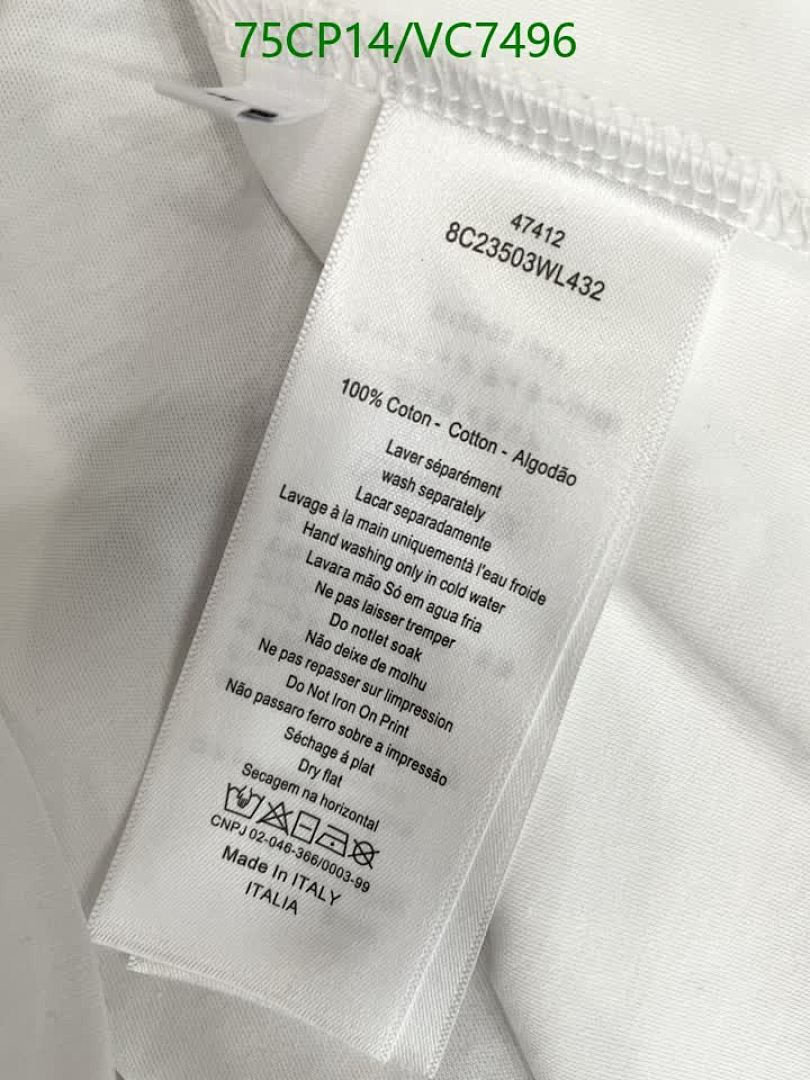 75CP14/VC7496
47412
8C23503WL432
100% Coton - Cotton - Algodão
Laver séparément
wash separately
Lacar separadamente
Lavage à la main uniquementà l'eau froide
Hand washing only in cold water
Lavara mão Só em agua fria
Ne pas laisser tremper
Do notlet soak
Não deixe de molhu
Ne pas repasser sur limpression
Do Not Iron On Print
Não passaro ferro sobre a impressão
Séchage á plat
Dry flat
Secagem na horizontal
CNPJ 02-046-366/0003-99
Made In ITALY
ITALIA